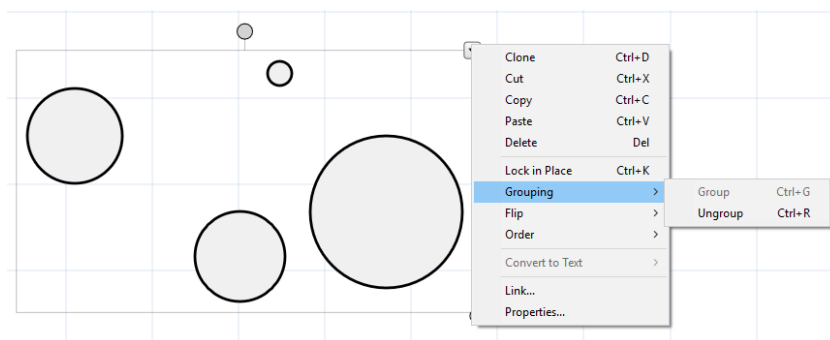 Clone Ctrl+D
Cut Ctrl+X
Copy Ctrl+C
Paste Ctrl+V
Delete Del
Lock in Place Ctrl+K
Grouping
Group Ctrl+G
Flip
Ungroup Ctrl+R
Order
Convert to Text
Link...
Properties...